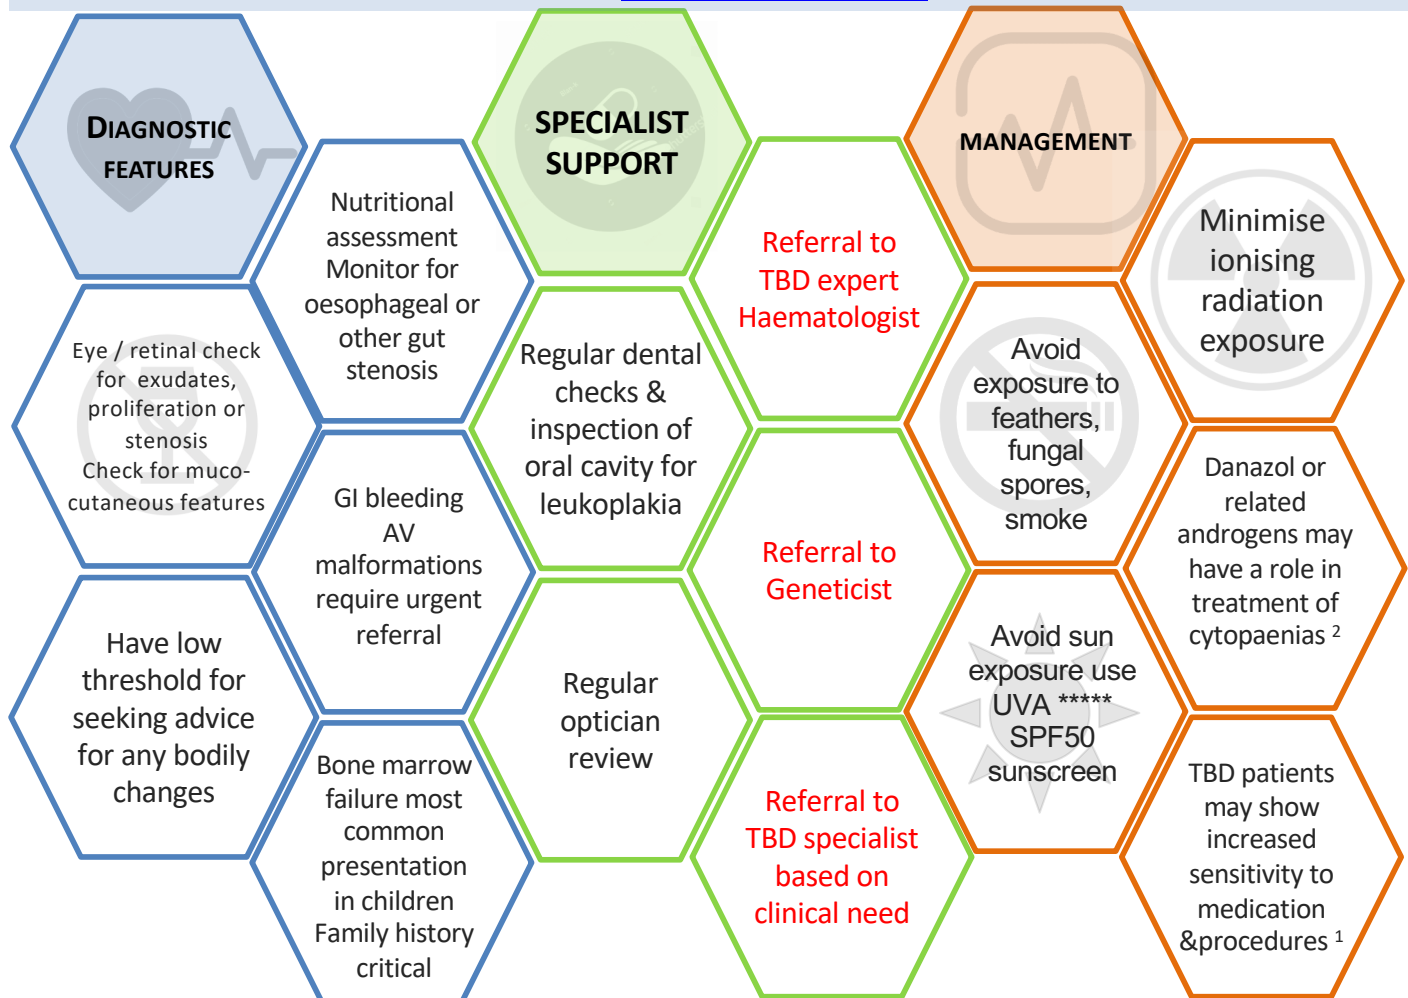 DIAGNOSTIC
FEATURES
Nutritional
assessment
Monitor for
oesophageal or
other gut
stenosis
Eye / retinal check
for exudates,
proliferation or
stenosis
Check for muco-
cutaneous features
GI bleeding
AV
malformations
require urgent
referral
Have low
threshold for
seeking advice
for any bodily
changes
Bone marrow
failure most
common
presentation
in children
Family history
critical
SPECIALIST
SUPPORT
Referral to
TBD expert
Haematologist
Regular dental
checks &
inspection of
oral cavity for
leukoplakia
Referral to
Geneticist
Regular
optician
review
Referral to
TBD specialist
based on
clinical need
MANAGEMENT
Minimise
ionising
radiation
exposure
Avoid
exposure to
feathers,
fungal
spores,
smoke
Danazol or
related
androgens may
have a role in
treatment of
cytopaenias ²
Avoid sun
exposure use
UVA *****
SPF50
sunscreen
TBD patients
may show
increased
sensitivity to
medication
&procedures ¹